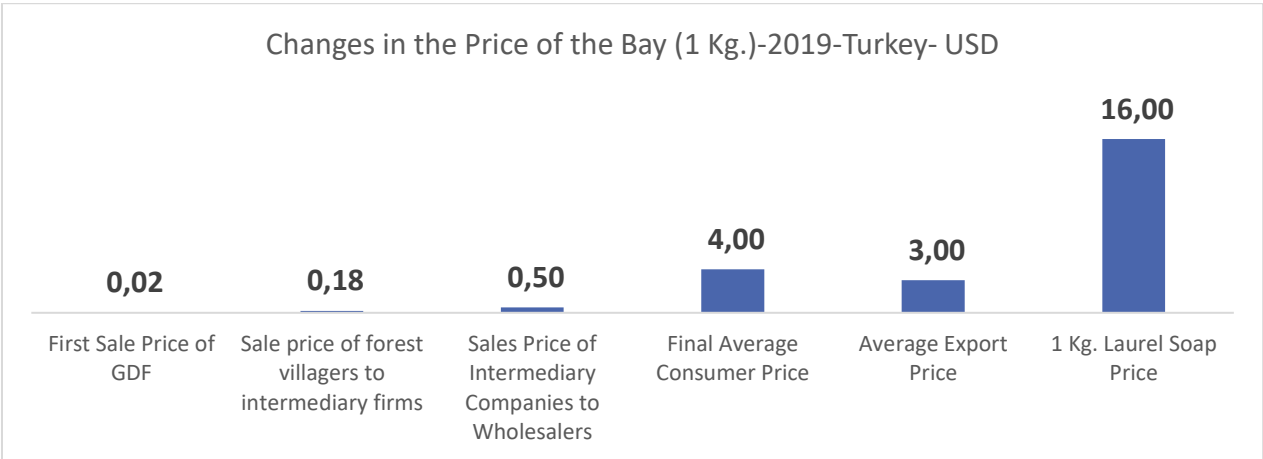 Changes in the Price of the Bay (1 Kg.)-2019-Turkey- USD
0,02
0,18
0,50
4,00
3,00
16,00
First Sale Price of
GDF
Sale price of forest
villagers to
intermediary firms
Sales Price of
Intermediary
Companies to
Wholesalers
Final Average
Consumer Price
Average Export
Price
1 Kg. Laurel Soap
Price